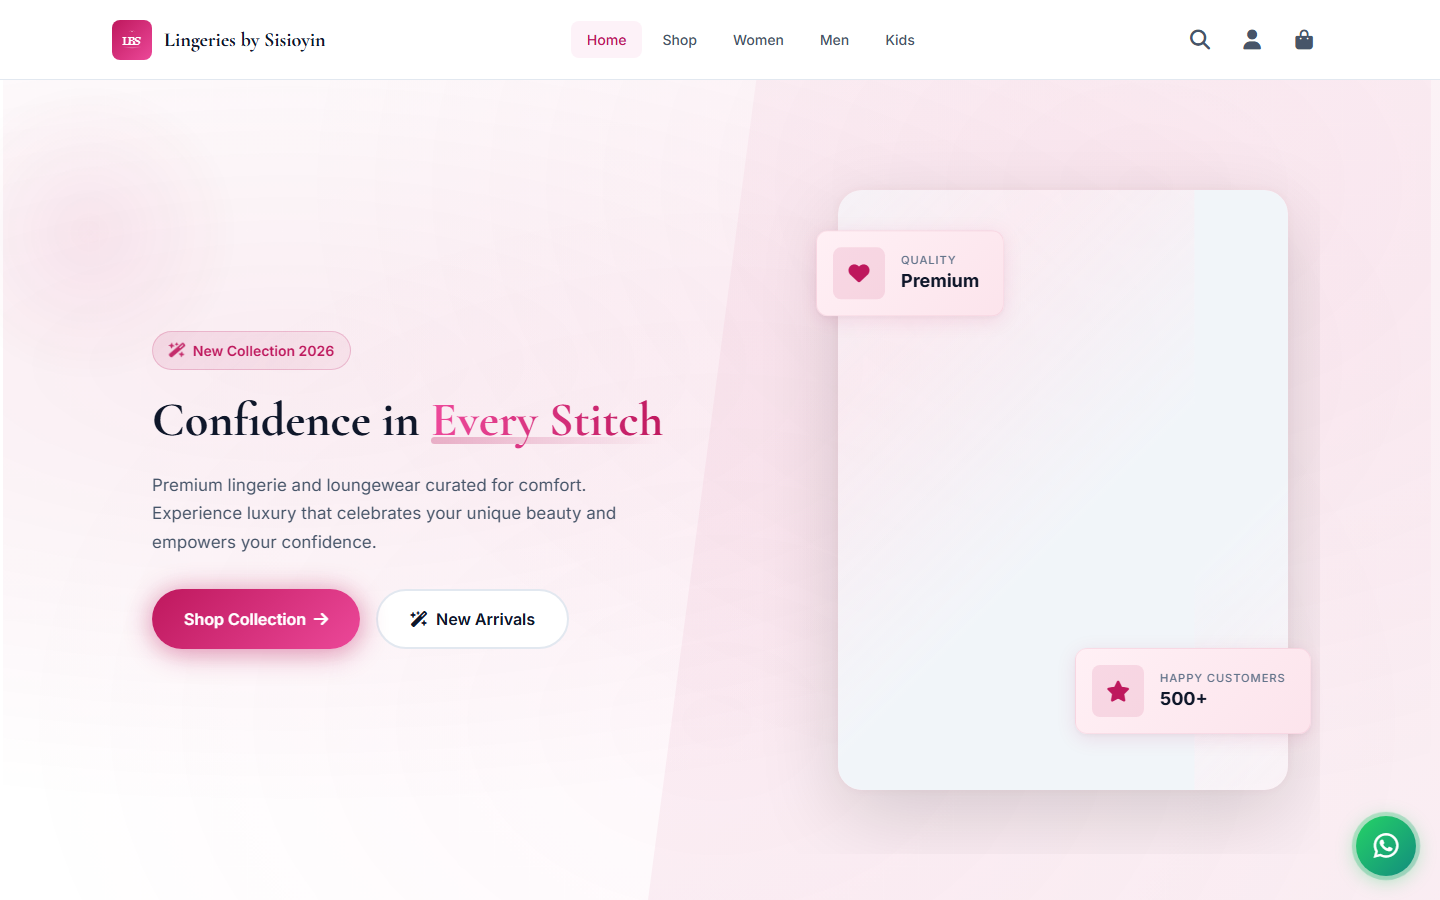 LBS
Lingeries by Sisioyin
Home
Shop
Women
Men
Kids
QUALITY
Premium
New Collection 2026
Confidence in Every Stitch
Premium lingerie and loungewear curated for comfort.
Experience luxury that celebrates your unique beauty and
empowers your confidence.
Shop Collection
New Arrivals
HAPPY CUSTOMERS
500+